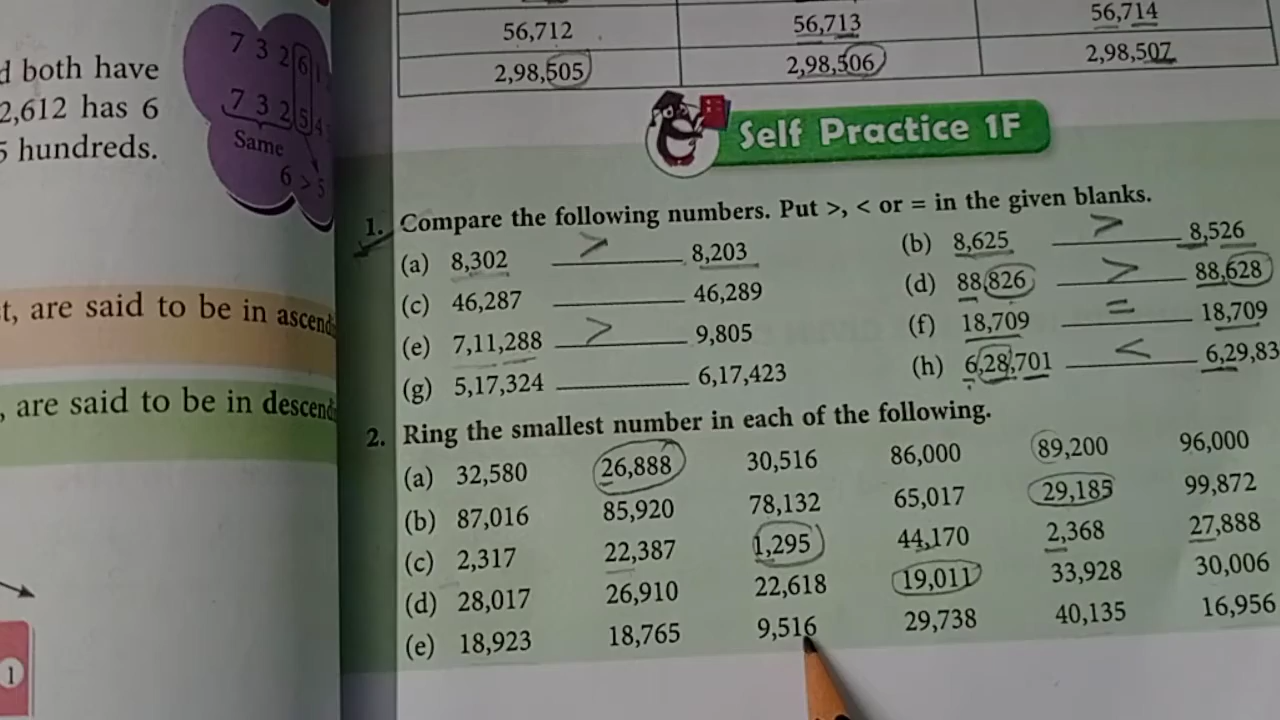 d both have
2,612 has 6
5 hundreds.
7 3 2 6 1
7 3 2 5 4
Same
6 > 5
t, are said to be in ascend
, are said to be in descend
1
56,712 56,713 56,714
2,98,505 2,98,506 2,98,507
Self Practice 1F
1. Compare the following numbers. Put >, < or = in the given blanks.
(a) 8,302 > 8,203 (b) 8,625 > 8,526
(c) 46,287 ________ 46,289 (d) 88,826 > 88,628
(e) 7,11,288 > 9,805 (f) 18,709 = 18,709
(g) 5,17,324 ________ 6,17,423 (h) 6,28,701 < 6,29,83
2. Ring the smallest number in each of the following.
(a) 32,580 26,888 30,516 86,000 89,200 96,000
(b) 87,016 85,920 78,132 65,017 29,185 99,872
(c) 2,317 22,387 1,295 44,170 2,368 27,888
(d) 28,017 26,910 22,618 19,011 33,928 30,006
(e) 18,923 18,765 9,516 29,738 40,135 16,956